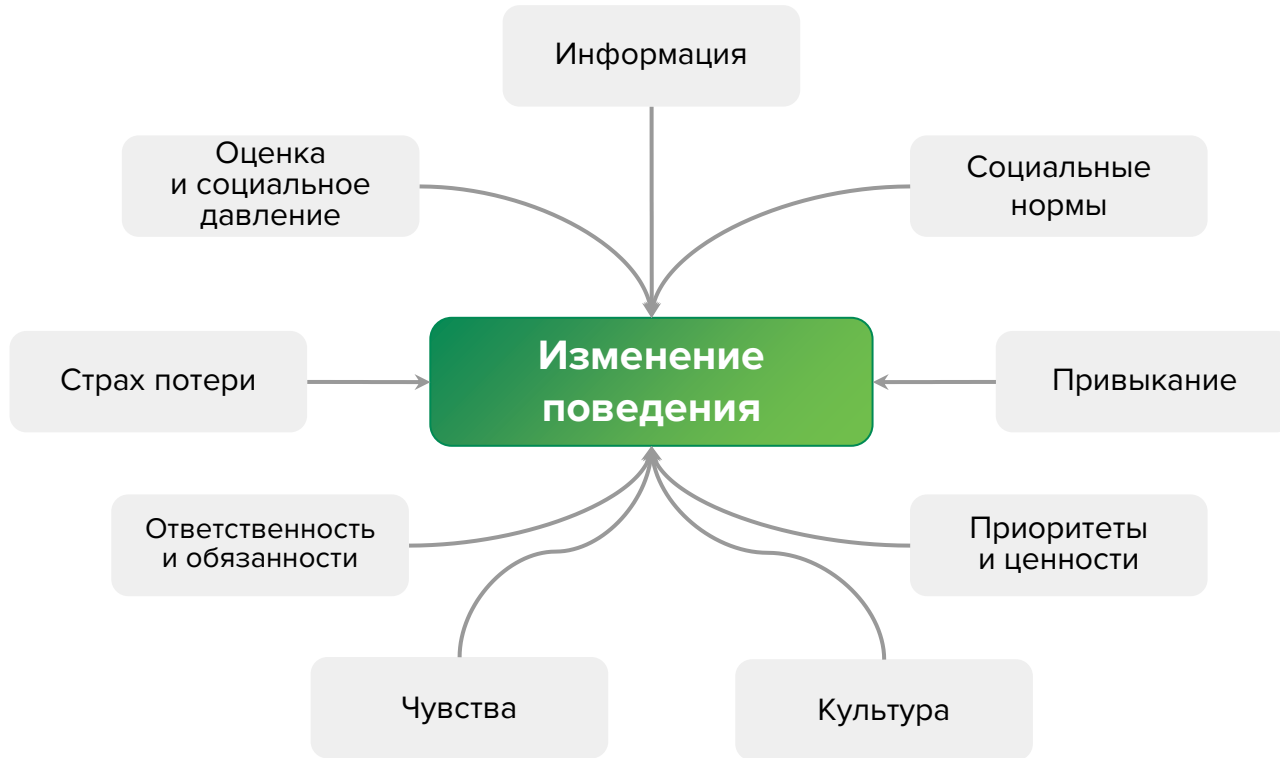 Информация
Оценка
и социальное
давление
Социальные
нормы
Страх потери
Изменение
поведения
Привыкание
Ответственность
и обязанности
Приоритеты
и ценности
Чувства
Культура